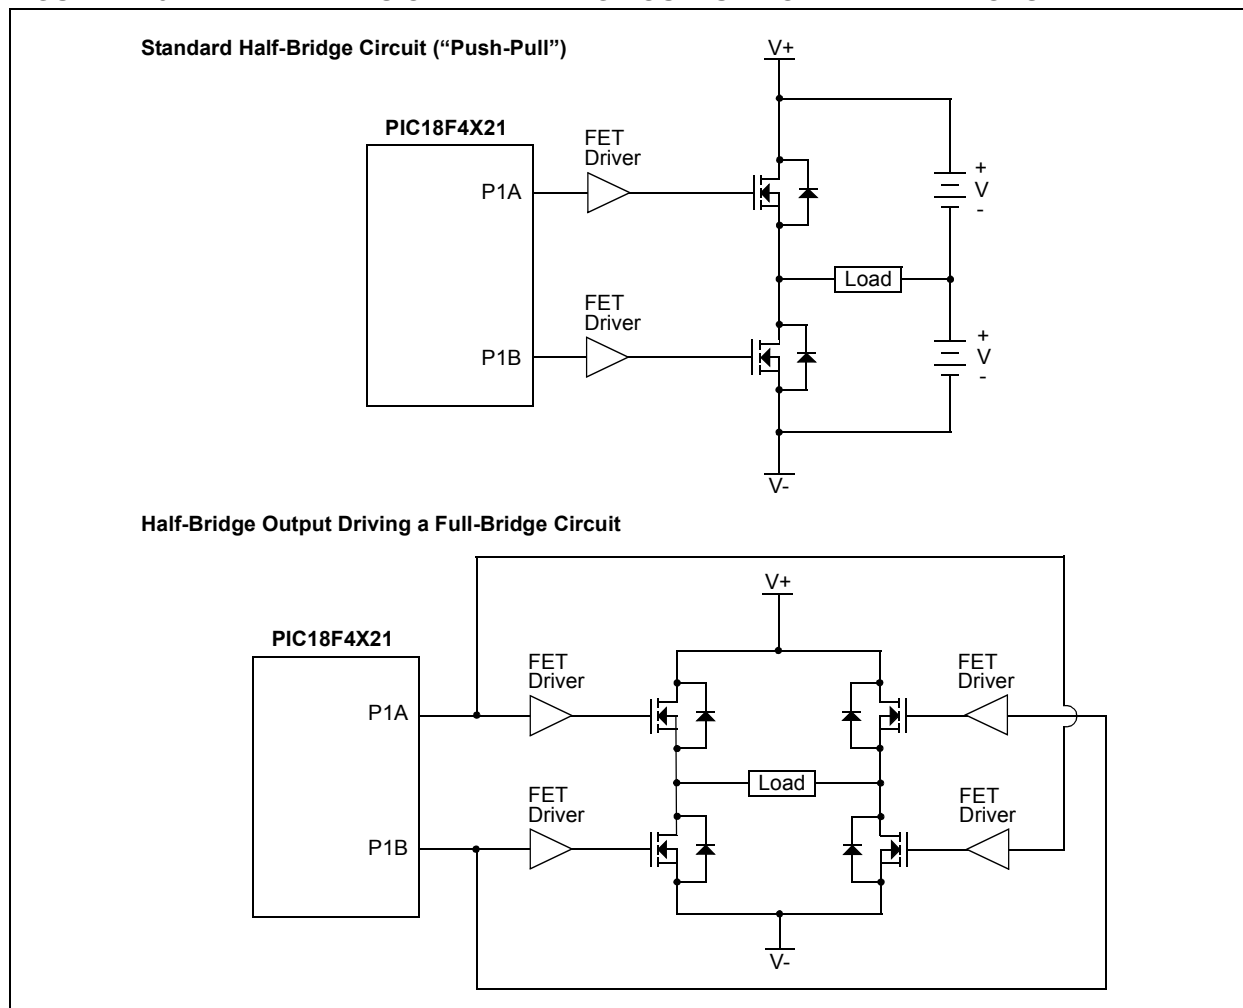 Standard Half-Bridge Circuit (“Push-Pull”)
V+
PIC18F4X21
FET
Driver
P1A
+
V
-
Load
FET
Driver
P1B
+
V
-
V-
Half-Bridge Output Driving a Full-Bridge Circuit
V+
PIC18F4X21
FET
Driver
FET
Driver
P1A
Load
FET
Driver
FET
Driver
P1B
V-